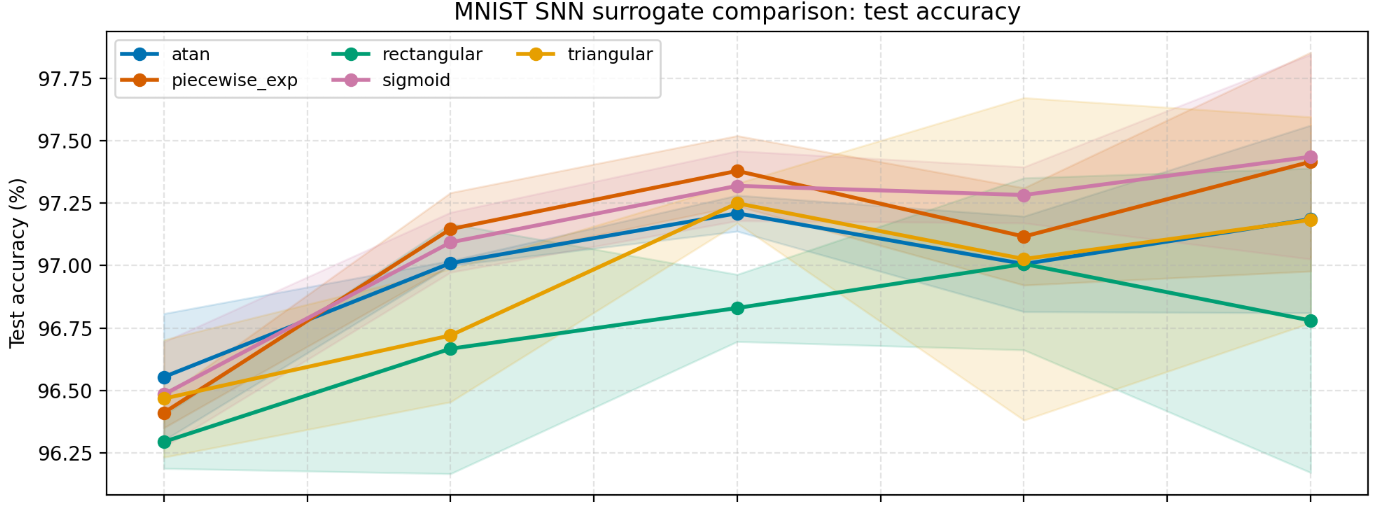 MNIST SNN surrogate comparison: test accuracy
atan
piecewise_exp
rectangular
sigmoid
triangular
Test accuracy (%)
97.75
97.50
97.25
97.00
96.75
96.50
96.25